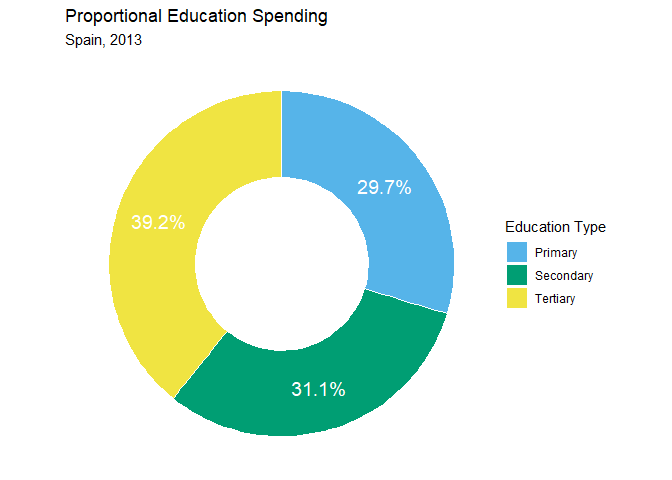 Proportional Education Spending
Spain, 2013
29.7%
39.2%
31.1%
Education Type
Primary
Secondary
Tertiary